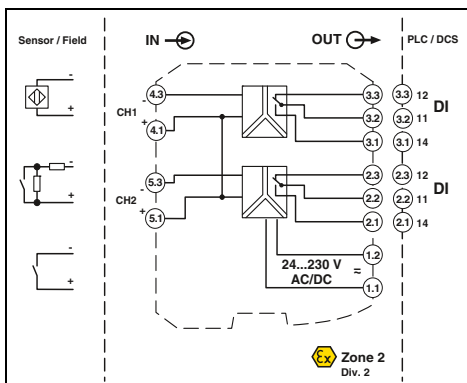 Sensor / Field
IN
OUT
PLC / DCS
-
+
4.3
-
CH1
+
4.1
3.3
3.3
12
3.2
3.2
11
DI
3.1
3.1
14
-
+
5.3
-
CH2
+
5.1
2.3
2.3
12
2.2
2.2
11
DI
2.1
2.1
14
-
+
24...230 V
AC/DC
≈
1.2
1.1
Ex
Zone 2
Div. 2